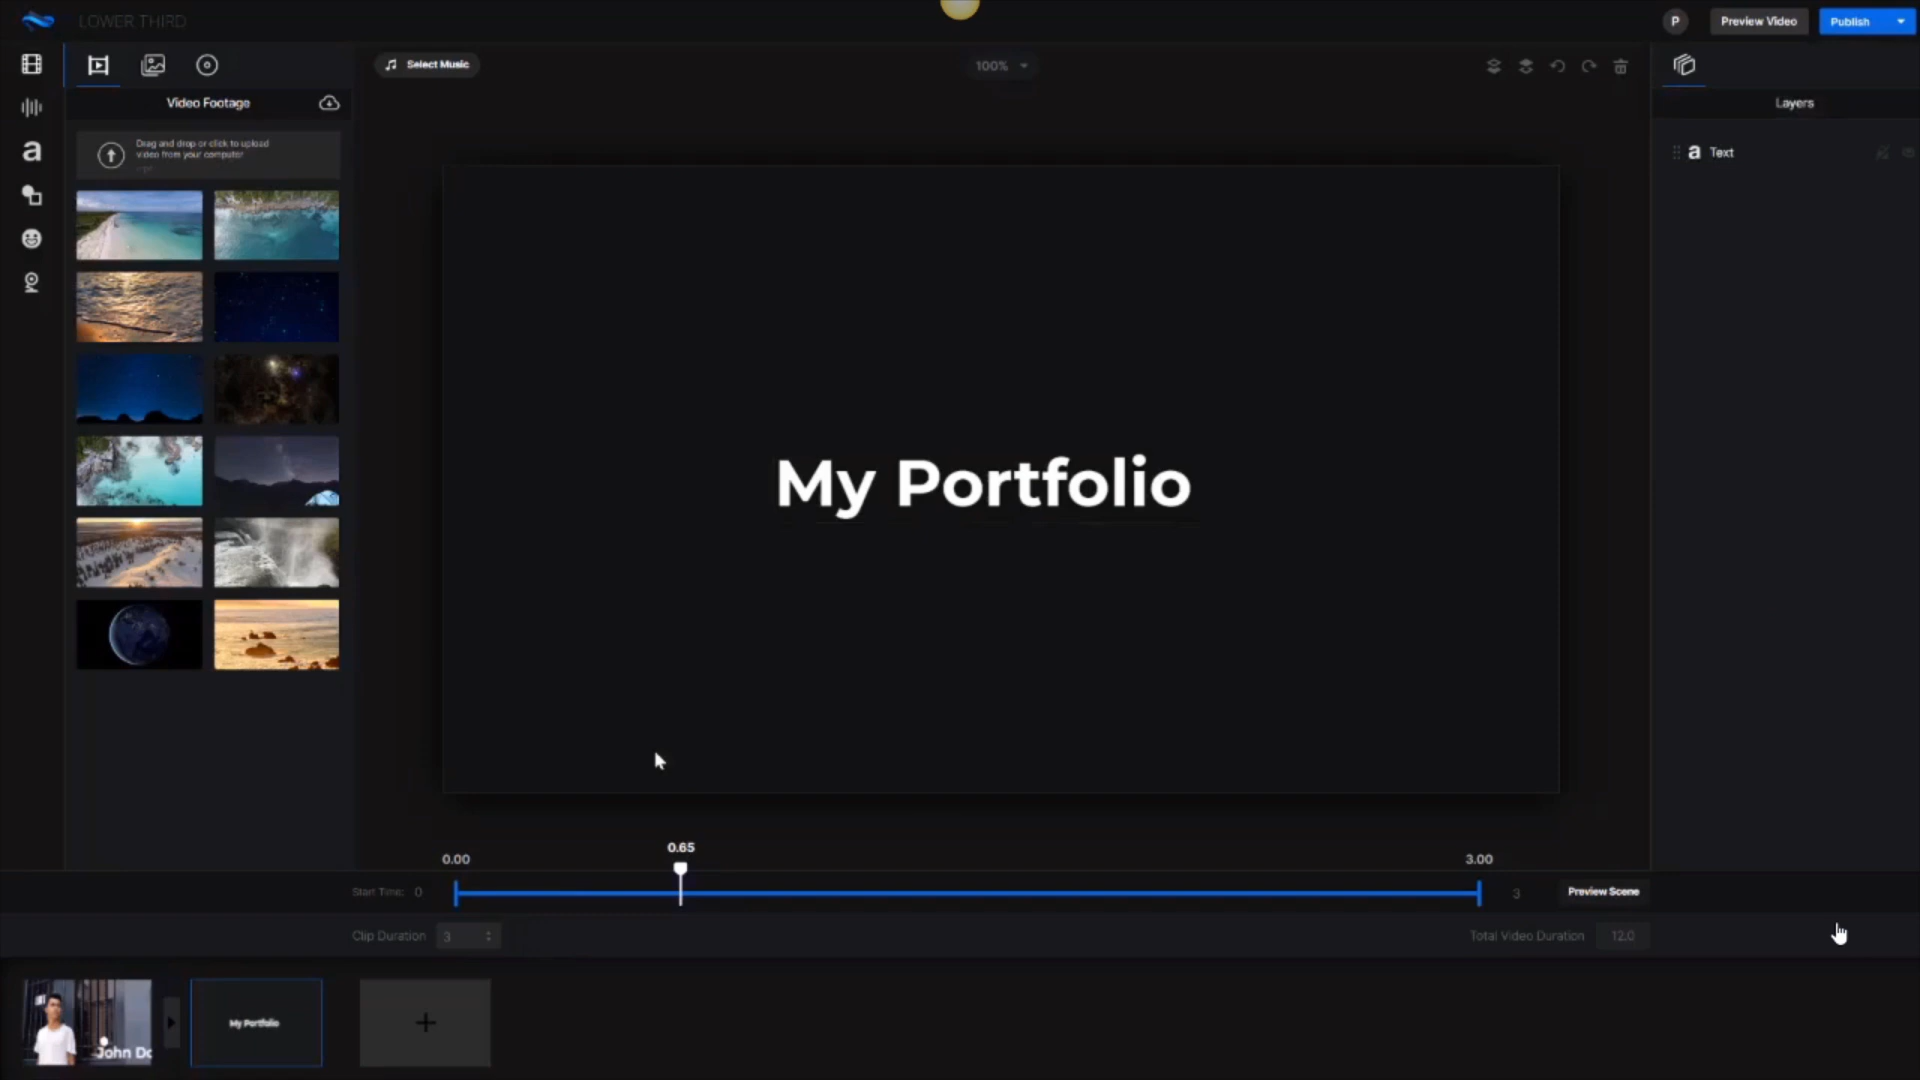 LOWER THIRD
P
Preview Video
Publish
Select Music
100%
Video Footage
Layers
Drag and drop or click to upload
video from your computer
a Text
My Portfolio
0.65
0.00
3.00
Start Time: 0
3
Preview Scene
Clip Duration 3
Total Video Duration 12.0
John Do
My Portfolio